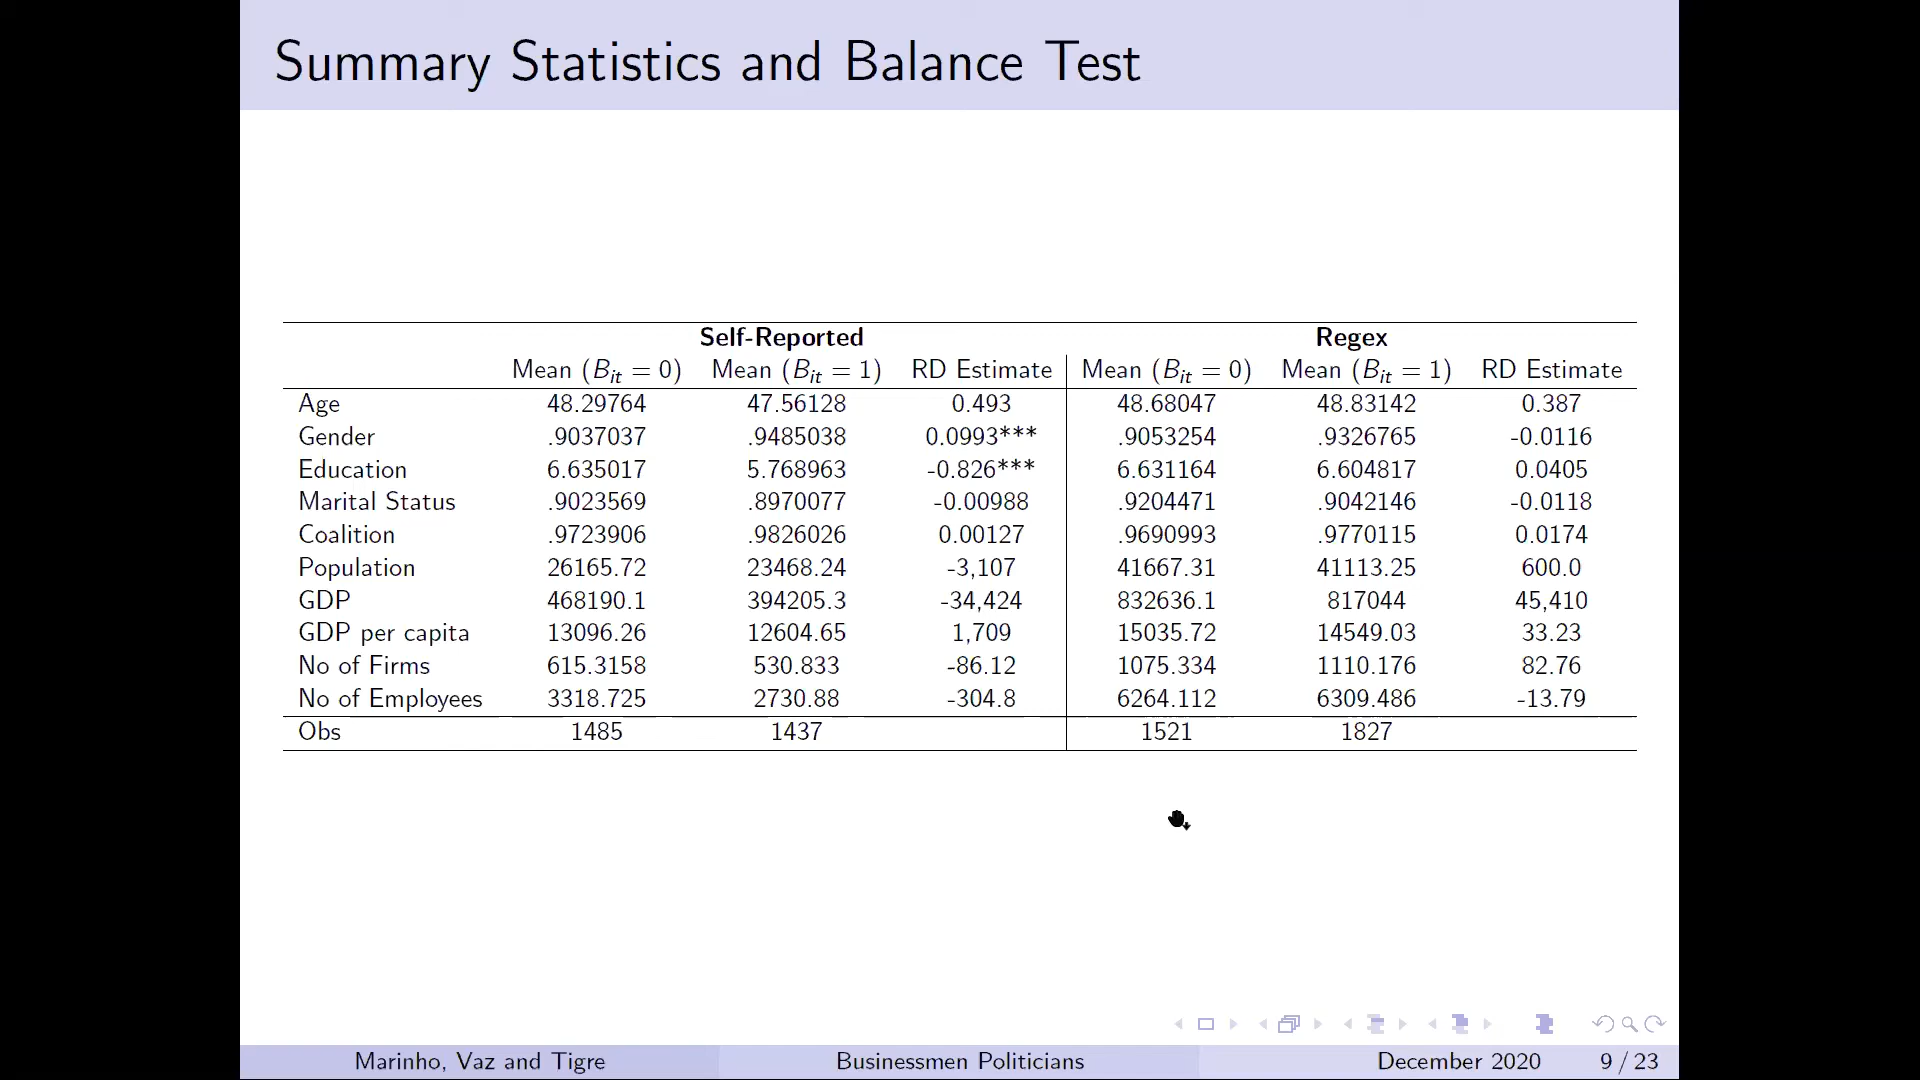 Summary Statistics and Balance Test
Self-Reported Regex
Mean (Bit = 0) Mean (Bit = 1) RD Estimate Mean (Bit = 0) Mean (Bit = 1) RD Estimate
Age 48.29764 47.56128 0.493 48.68047 48.83142 0.387
Gender .9037037 .9485038 0.0993*** .9053254 .9326765 -0.0116
Education 6.635017 5.768963 -0.826*** 6.631164 6.604817 0.0405
Marital Status .9023569 .8970077 -0.00988 .9204471 .9042146 -0.0118
Coalition .9723906 .9826026 0.00127 .9690993 .9770115 0.0174
Population 26165.72 23468.24 -3,107 41667.31 41113.25 600.0
GDP 468190.1 394205.3 -34,424 832636.1 817044 45,410
GDP per capita 13096.26 12604.65 1,709 15035.72 14549.03 33.23
No of Firms 615.3158 530.833 -86.12 1075.334 1110.176 82.76
No of Employees 3318.725 2730.88 -304.8 6264.112 6309.486 -13.79
Obs 1485 1437 1521 1827
Marinho, Vaz and Tigre Businessmen Politicians December 2020 9 / 23